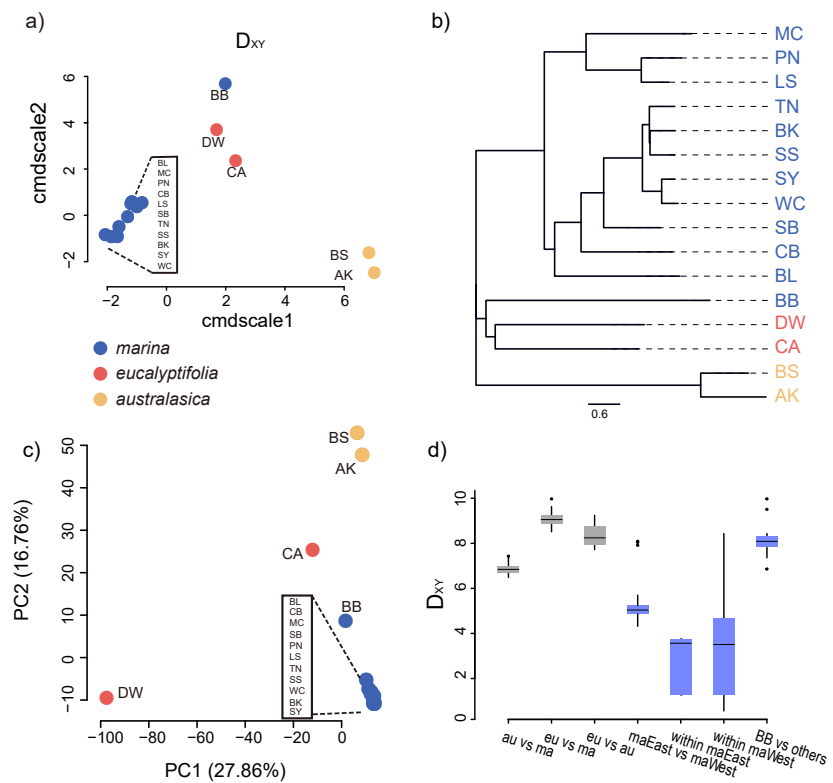 a)
D_XY
cmdscale2
6
4
2
0
−2
BB
DW
CA
BL
MC
PN
CB
LS
SB
TN
SS
BK
SY
WC
BS
AK
−2
0
2
4
6
cmdscale1
marina
eucalyptifolia
australasica
b)
MC
PN
LS
TN
BK
SS
SY
WC
SB
CB
BL
BB
DW
CA
BS
AK
0.6
c)
PC2 (16.76%)
50
40
30
20
10
0
−10
BS
AK
CA
BB
BL
CB
MC
SB
PN
LS
TN
SS
WC
BK
SY
DW
−100
−80
−60
−40
−20
0
PC1 (27.86%)
d)
D_XY
10
8
6
4
2
0
au vs ma
eu vs ma
eu vs au
maEast vs maWest
within maEast
within maWest
BB vs others